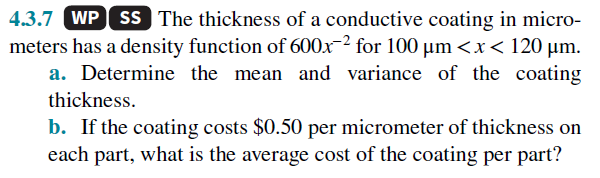 4.3.7 WP SS The thickness of a conductive coating in micro-
meters has a density function of 600x⁻² for 100 μm < x < 120 μm.
a. Determine the mean and variance of the coating
thickness.
b. If the coating costs $0.50 per micrometer of thickness on
each part, what is the average cost of the coating per part?